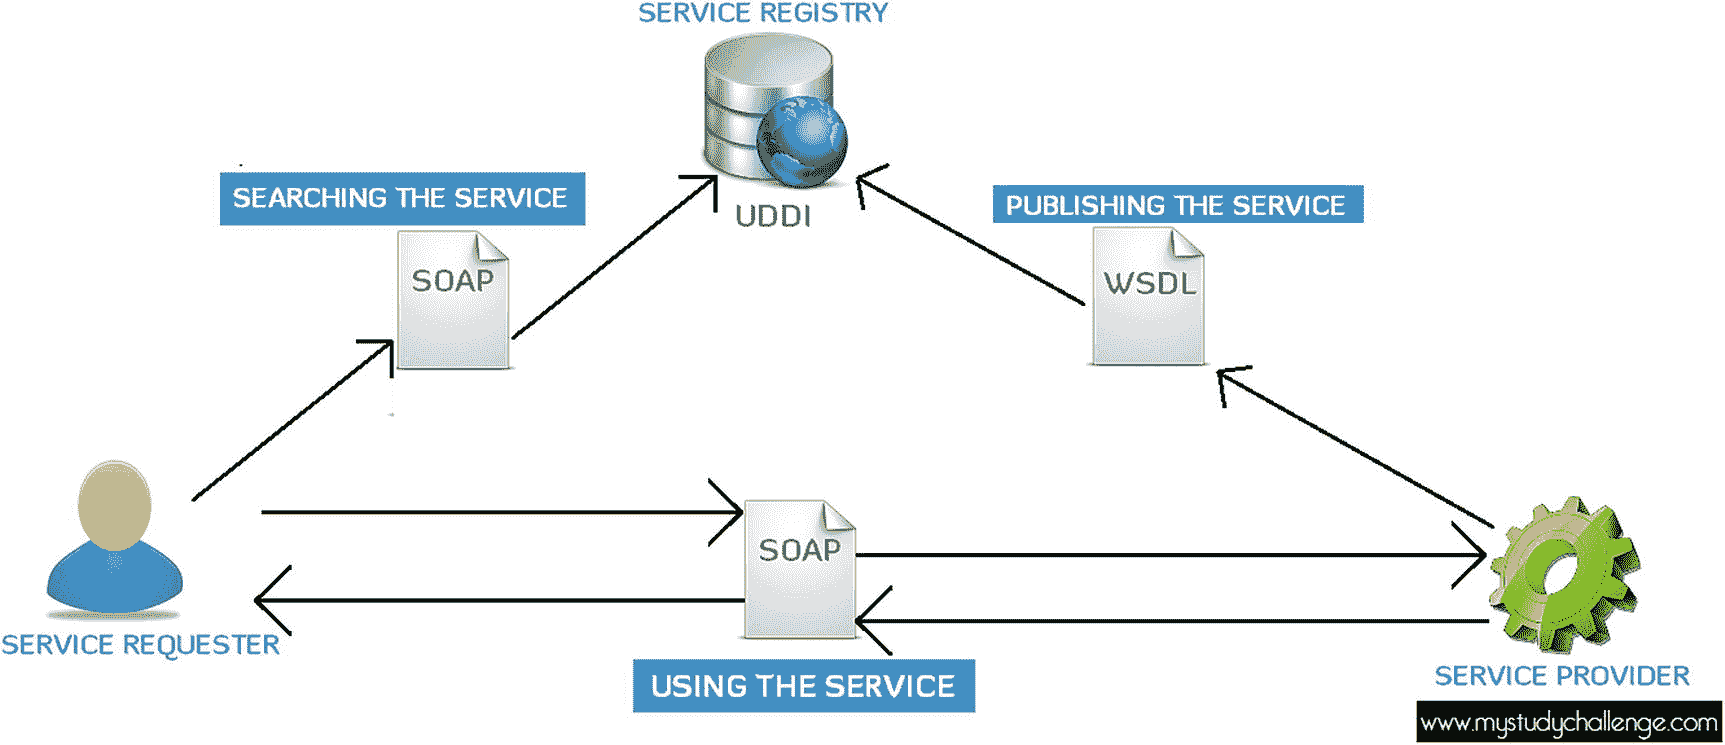 SERVICE REGISTRY
UDDI
SEARCHING THE SERVICE
SOAP
PUBLISHING THE SERVICE
WSDL
SOAP
SERVICE REQUESTER
USING THE SERVICE
SERVICE PROVIDER
www.mystudychallenge.com